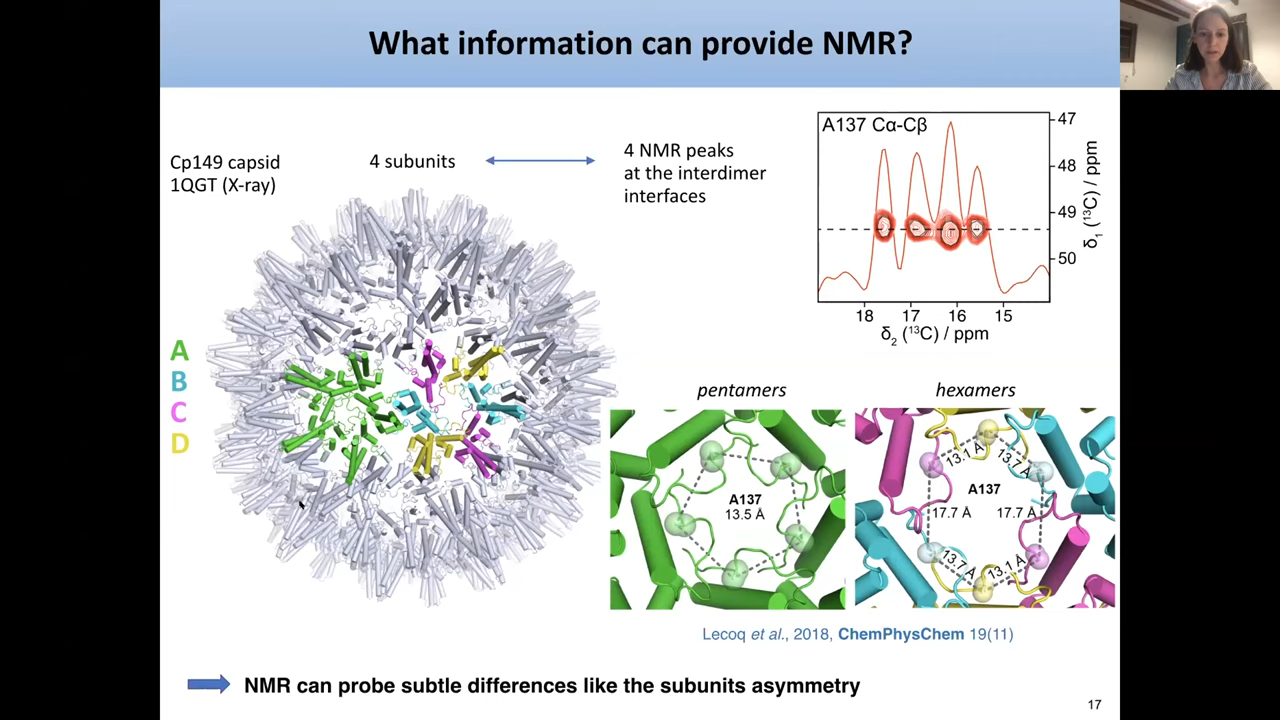 What information can provide NMR?
Cp149 capsid
1QGT (X-ray)
4 subunits
4 NMR peaks
at the interdimer
interfaces
A137 Cα-Cβ
47
48
49
50
δ₁ (¹³C) / ppm
18 17 16 15
δ₂ (¹³C) / ppm
A
B
C
D
pentamers
hexamers
A137
13.5 Å
13.1 Å
13.7 Å
A137
17.7 Å
17.7 Å
13.7 Å
13.1 Å
Lecoq et al., 2018, ChemPhysChem 19(11)
NMR can probe subtle differences like the subunits asymmetry
17